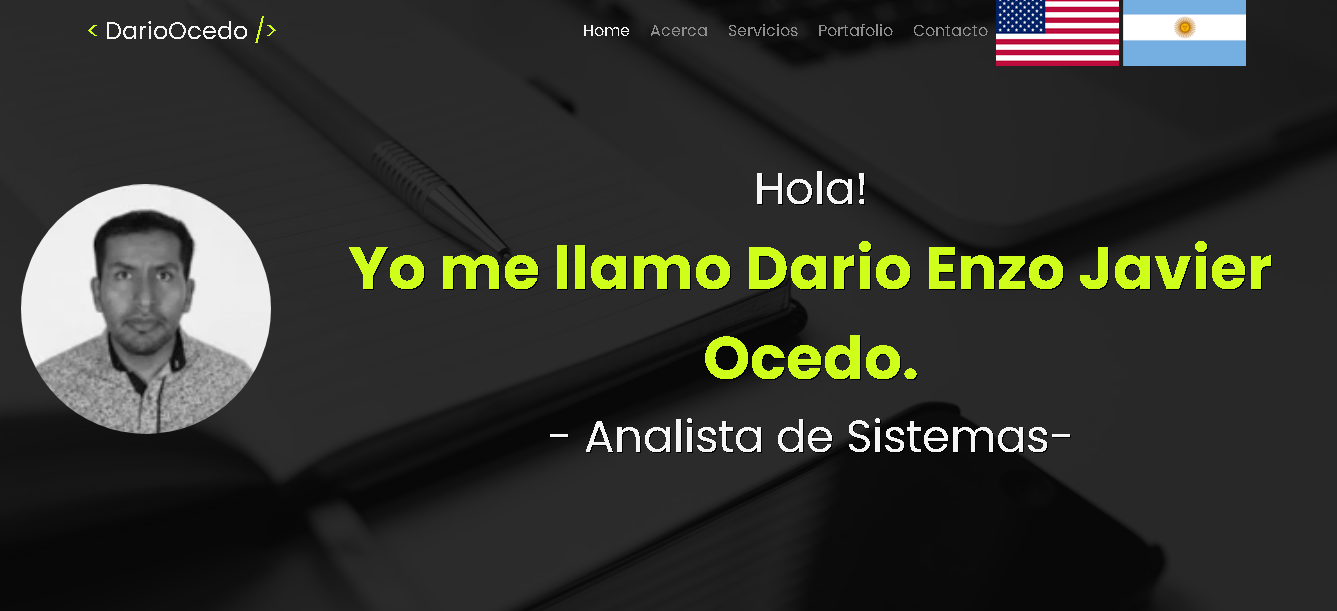 < DarioOcedo />
Home Acerca Servicios Portafolio Contacto
Hola!
Yo me llamo Dario Enzo Javier
Ocedo.
- Analista de Sistemas-